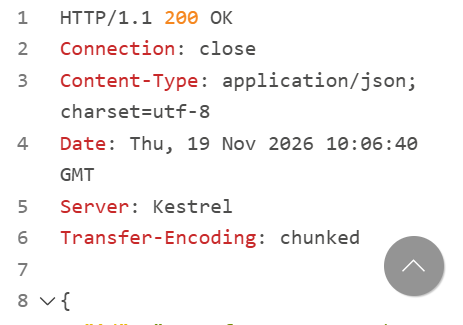 1 HTTP/1.1 200 OK
2 Connection: close
3 Content-Type: application/json;
charset=utf-8
4 Date: Thu, 19 Nov 2026 10:06:40
GMT
5 Server: Kestrel
6 Transfer-Encoding: chunked
7
8 {